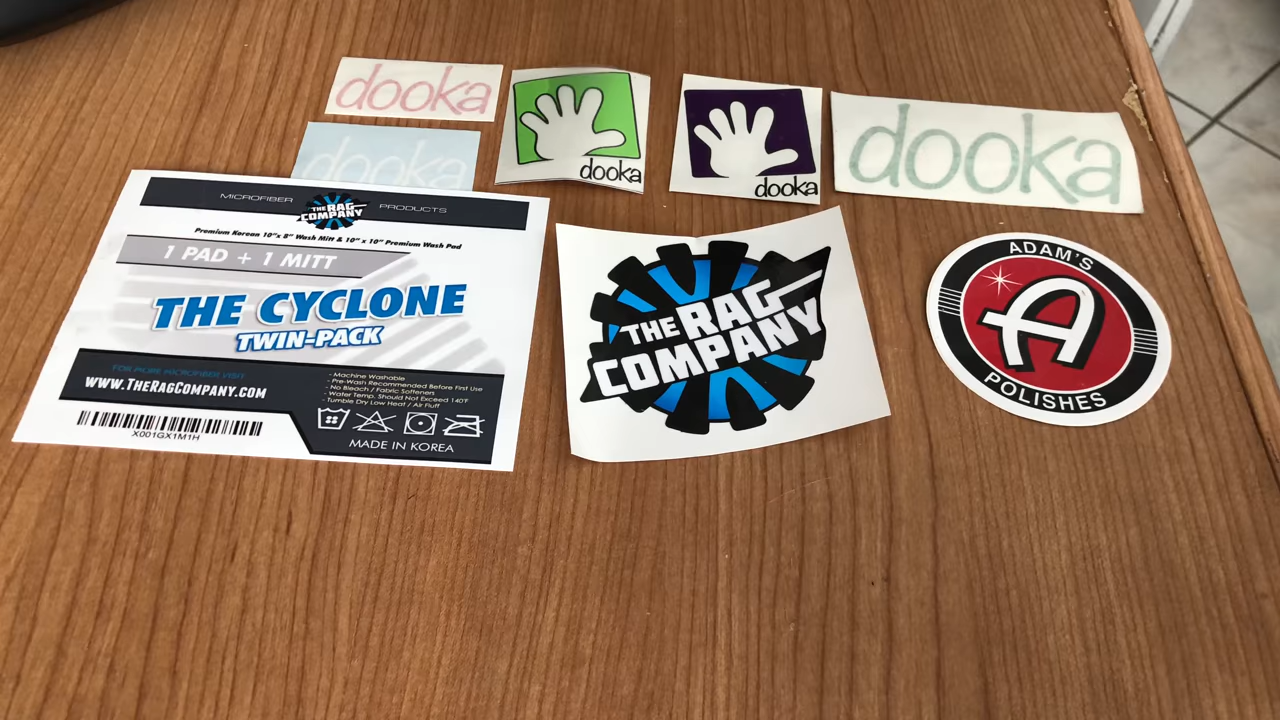 dooka
dooka
dooka
dooka
dooka
MICROFIBER
THE RAG
COMPANY
PRODUCTS
Premium Korean 10"x 8" Wash Mitt & 10" x 10" Premium Wash Pad
1 PAD + 1 MITT
THE CYCLONE
TWIN-PACK
FOR MORE MICROFIBER VISIT
WWW.THERAGCOMPANY.COM
- Machine Washable
- Pre-Wash Recommended Before First Use
- No Bleach / Fabric Softeners
- Water Temp. Should Not Exceed 140°F
- Tumble Dry Low Heat / Air Fluff
X001GX1M1H
MADE IN KOREA
THE RAG
COMPANY
ADAM'S
A
POLISHES